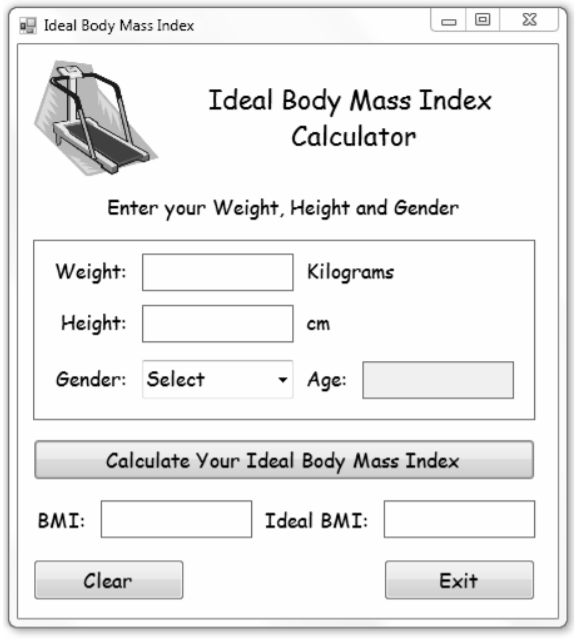 Ideal Body Mass Index
Ideal Body Mass Index
Calculator
Enter your Weight, Height and Gender
Weight: Kilograms
Height: cm
Gender: Select Age:
Calculate Your Ideal Body Mass Index
BMI: Ideal BMI:
Clear Exit